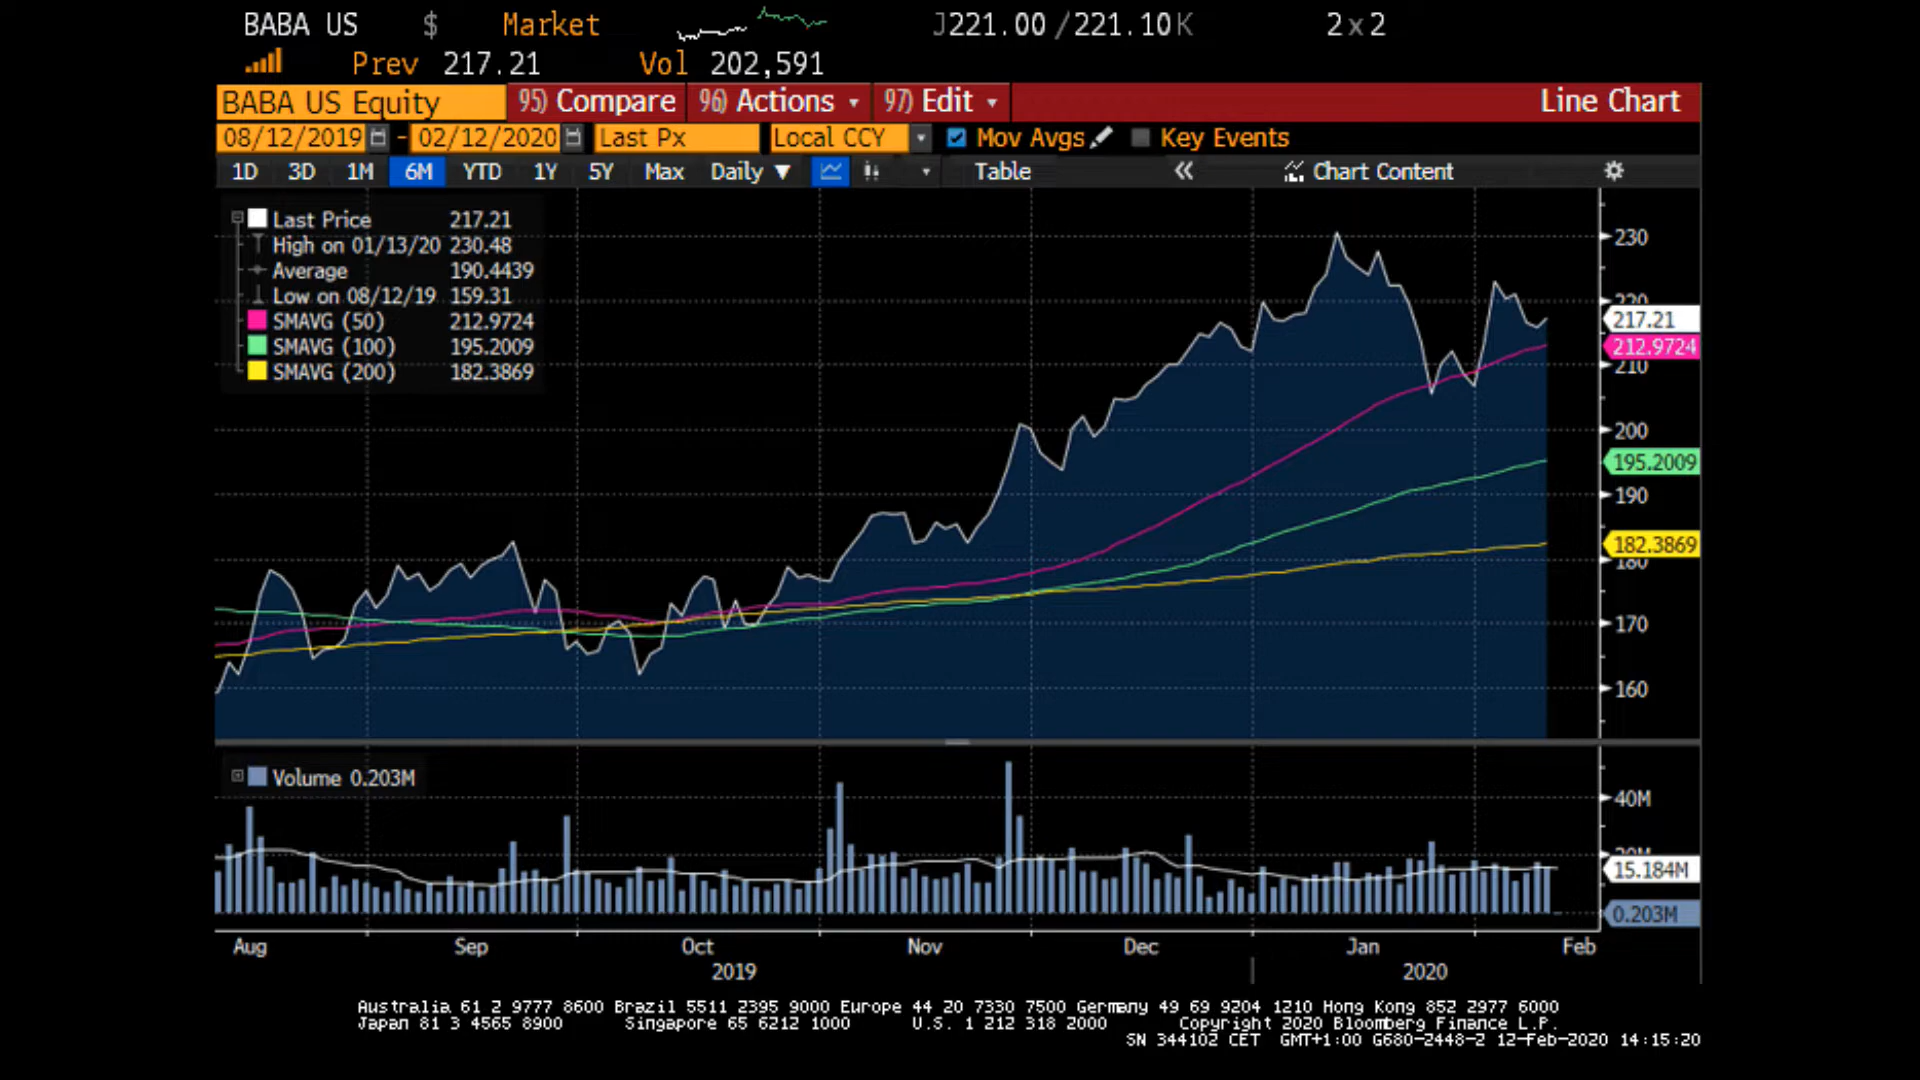 BABA US $ Market J221.00 /221.10K 2x2
Prev 217.21 Vol 202,591
BABA US Equity 95) Compare 96) Actions 97) Edit Line Chart
08/12/2019 - 02/12/2020 Last Px Local CCY Mov Avgs Key Events
1D 3D 1M 6M YTD 1Y 5Y Max Daily ▼ Table « Chart Content
Last Price 217.21
High on 01/13/20 230.48
Average 190.4439
Low on 08/12/19 159.31
SMAVG (50) 212.9724
SMAVG (100) 195.2009
SMAVG (200) 182.3869
230
220
217.21
212.9724
210
200
195.2009
190
182.3869
180
170
160
Volume 0.203M
40M
20M
15.184M
0.203M
Aug Sep Oct Nov Dec Jan Feb
2019 2020
Australia 61 2 9777 8600 Brazil 5511 2395 9000 Europe 44 20 7330 7500 Germany 49 69 9204 1210 Hong Kong 852 2977 6000
Japan 81 3 4565 8900 Singapore 65 6212 1000 U.S. 1 212 318 2000 Copyright 2020 Bloomberg Finance L.P.
SN 344102 CET GMT+1:00 G680-2448-2 12-Feb-2020 14:15:20